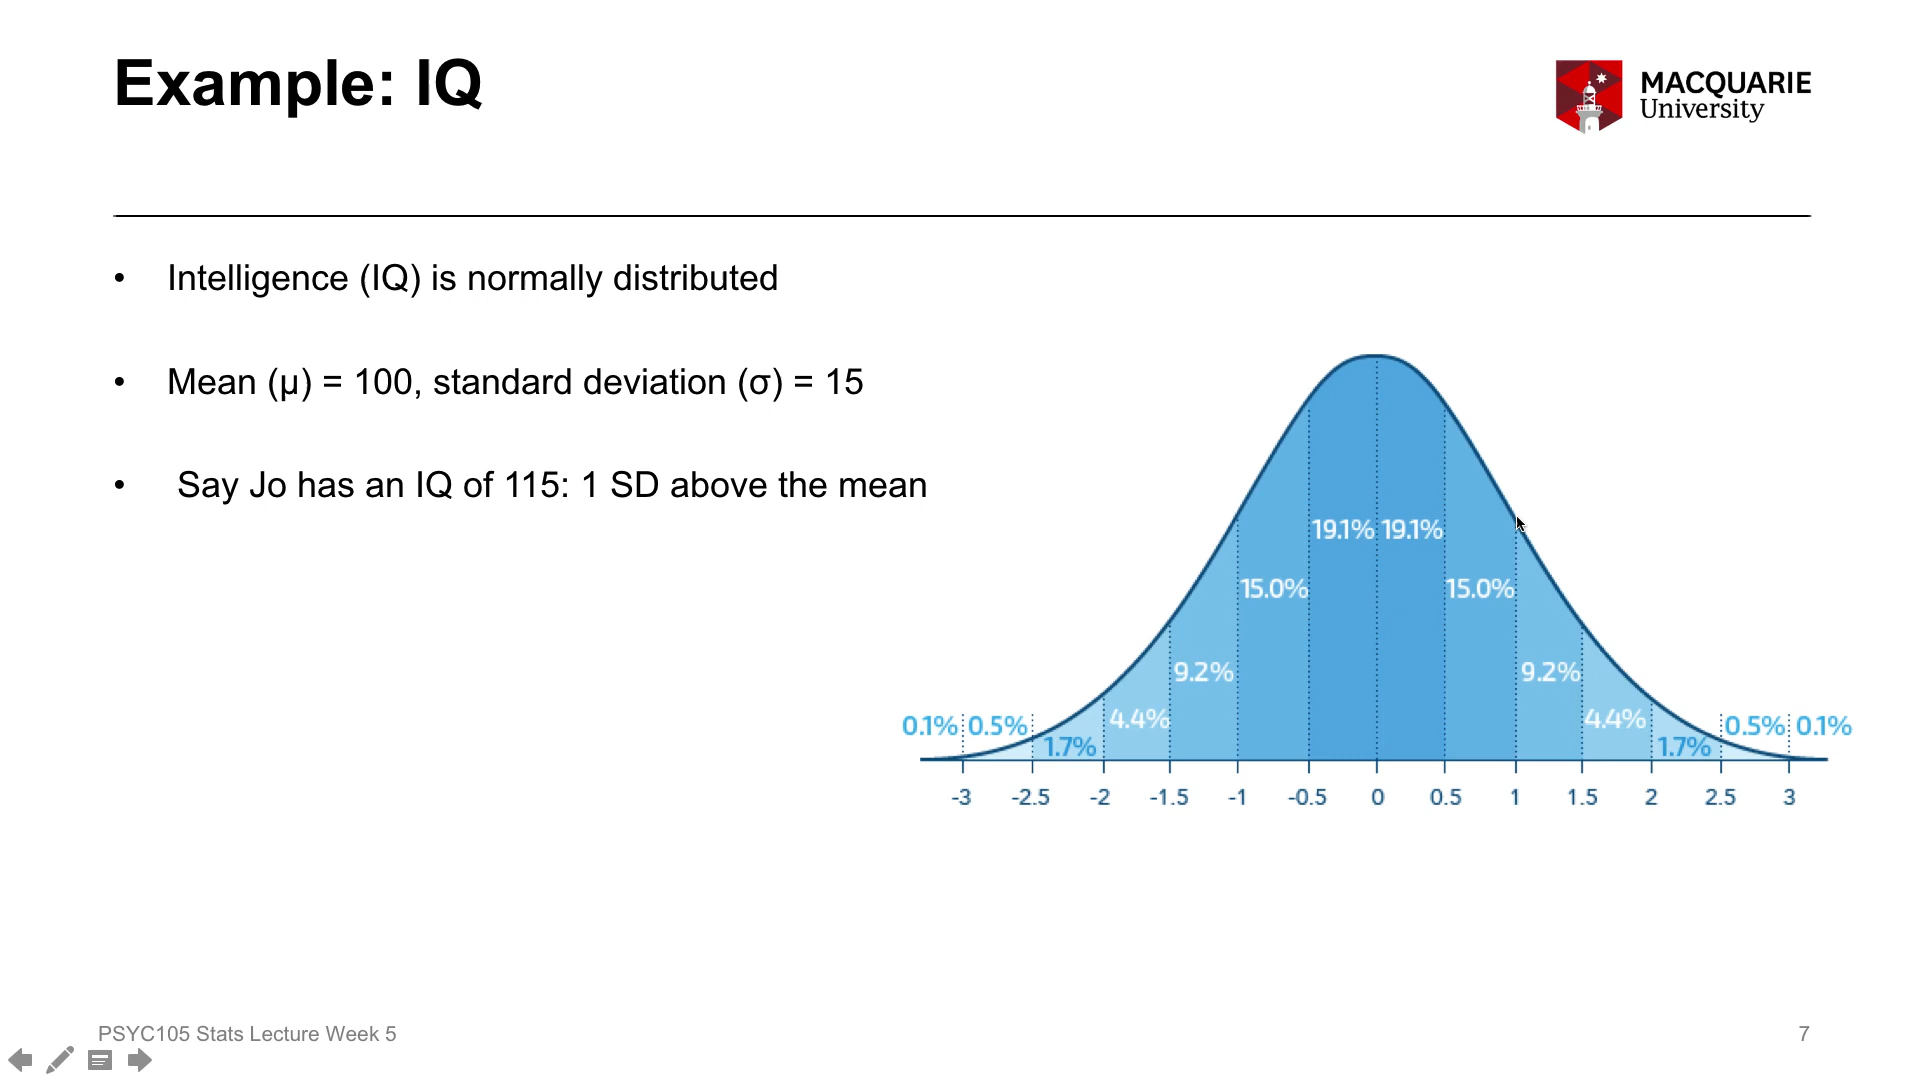 Example: IQ
MACQUARIE
University
• Intelligence (IQ) is normally distributed
• Mean (μ) = 100, standard deviation (σ) = 15
• Say Jo has an IQ of 115: 1 SD above the mean
19.1% 19.1%
15.0% 15.0%
9.2% 9.2%
4.4% 4.4%
0.1% 0.5% 0.5% 0.1%
1.7% 1.7%
-3 -2.5 -2 -1.5 -1 -0.5 0 0.5 1 1.5 2 2.5 3
PSYC105 Stats Lecture Week 5
7